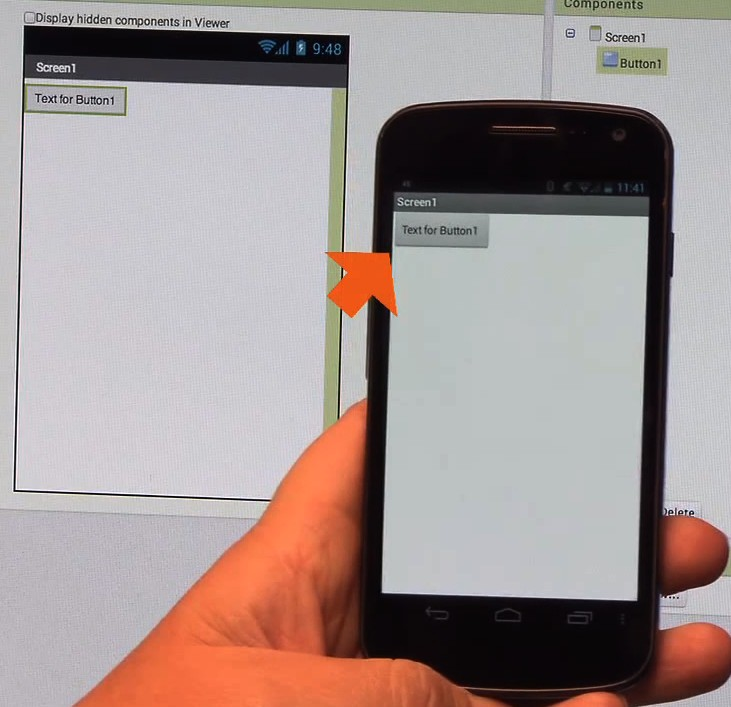 Components
Display hidden components in Viewer
9:48
Screen1
Screen1
Button1
Text for Button1
11:41
Screen1
Text for Button1
Delete